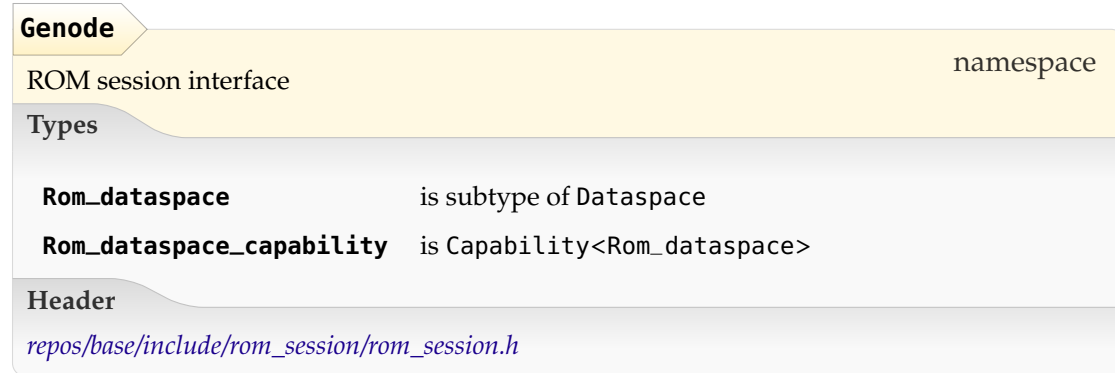 Genode
namespace
ROM session interface
Types
Rom_dataspace is subtype of Dataspace
Rom_dataspace_capability is Capability<Rom_dataspace>
Header
repos/base/include/rom_session/rom_session.h